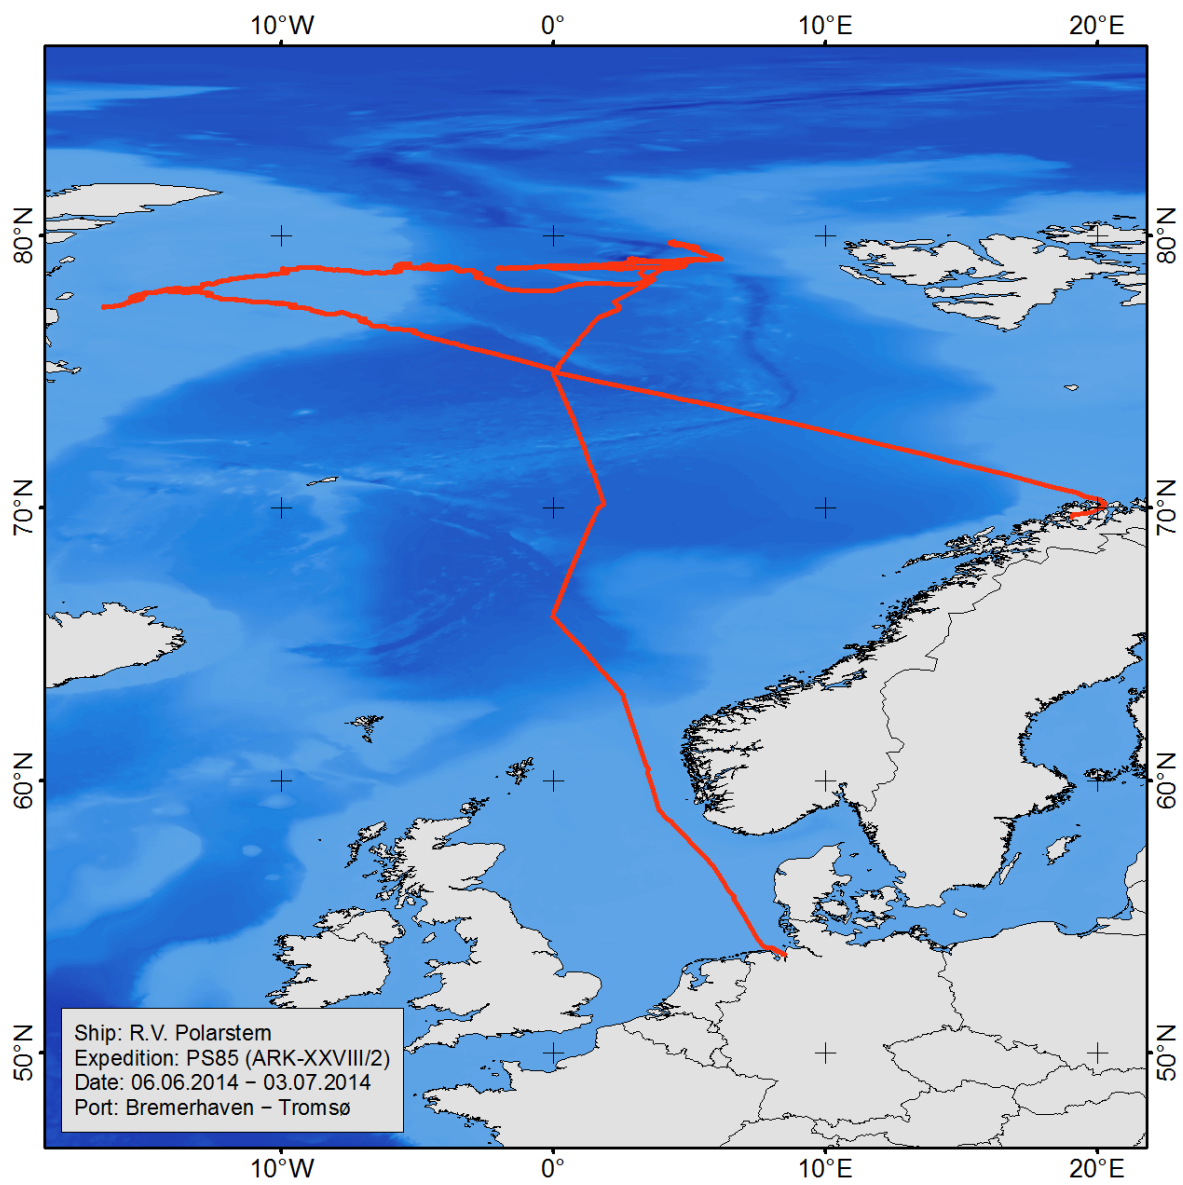 10°W 0° 10°E 20°E
80°N 80°N
70°N 70°N
60°N 60°N
50°N 50°N
Ship: R.V. Polarstern
Expedition: PS85 (ARK-XXVIII/2)
Date: 06.06.2014 – 03.07.2014
Port: Bremerhaven – Tromsø
10°W 0° 10°E 20°E